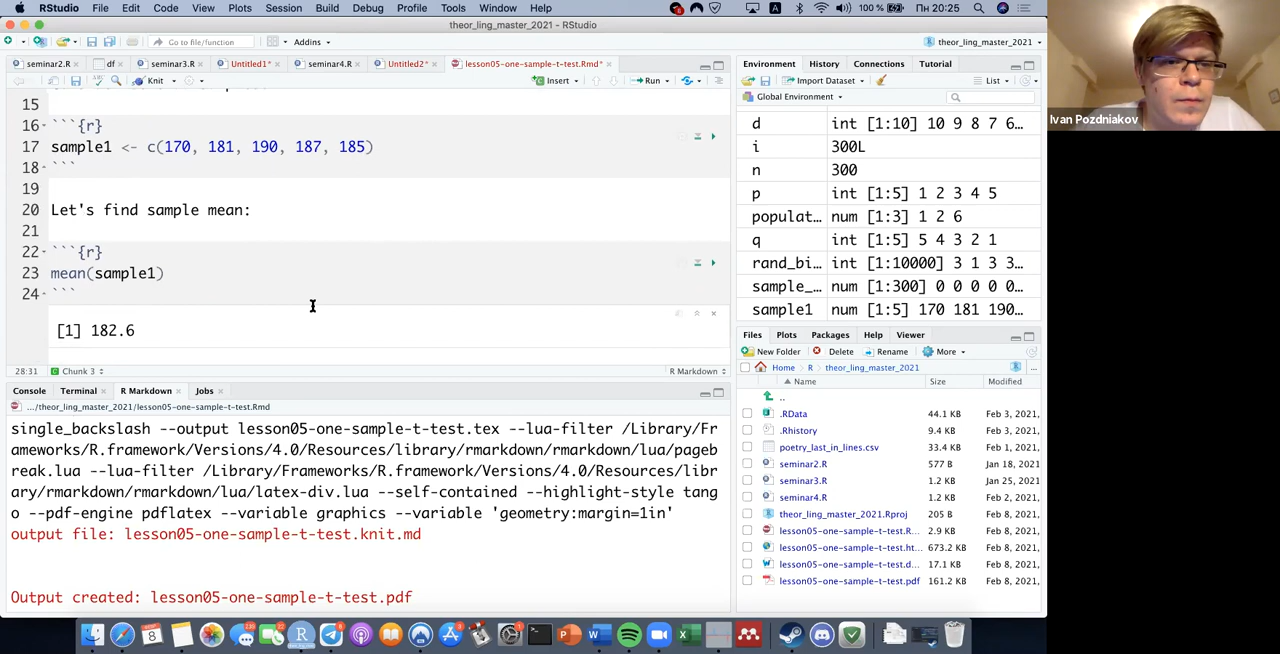 RStudio File Edit Code View Plots Session Build Debug Profile Tools Window Help 100 % Пн 20:25
theor_ling_master_2021 - RStudio
Go to file/function Addins theor_ling_master_2021
seminar2.R df seminar3.R Untitled1* seminar4.R Untitled2* lesson05-one-sample-t-test.Rmd*
Knit Insert Run
15
16 ```{r}
17 sample1 <- c(170, 181, 190, 187, 185)
18 ```
19
20 Let's find sample mean:
21
22 ```{r}
23 mean(sample1)
24 ```
[1] 182.6
28:31 Chunk 3 R Markdown
Console Terminal R Markdown Jobs
.../theor_ling_master_2021/lesson05-one-sample-t-test.Rmd
single_backslash --output lesson05-one-sample-t-test.tex --lua-filter /Library/Fr
ameworks/R.framework/Versions/4.0/Resources/library/rmarkdown/rmarkdown/lua/pageb
reak.lua --lua-filter /Library/Frameworks/R.framework/Versions/4.0/Resources/libr
ary/rmarkdown/rmarkdown/lua/latex-div.lua --self-contained --highlight-style tang
o --pdf-engine pdflatex --variable graphics --variable 'geometry:margin=1in'
output file: lesson05-one-sample-t-test.knit.md
Output created: lesson05-one-sample-t-test.pdf
Environment History Connections Tutorial
Import Dataset List
Global Environment
d int [1:10] 10 9 8 7 6…
i 300L
n 300
p int [1:5] 1 2 3 4 5
populat… num [1:3] 1 2 6
q int [1:5] 5 4 3 2 1
rand_bi… int [1:10000] 3 1 3 3…
sample_… num [1:300] 0 0 0 0…
sample1 num [1:5] 170 181 190…
Files Plots Packages Help Viewer
New Folder Delete Rename More
Home R theor_ling_master_2021
Name Size Modified
..
.RData 44.1 KB Feb 3, 2021,
.Rhistory 9.4 KB Feb 3, 2021,
poetry_last_in_lines.csv 33.4 KB Feb 1, 2021,
seminar2.R 577 B Jan 18, 2021,
seminar3.R 1.2 KB Jan 25, 2021,
seminar4.R 1.2 KB Feb 2, 2021,
theor_ling_master_2021.Rproj 205 B Feb 8, 2021,
lesson05-one-sample-t-test.R... 2.9 KB Feb 8, 2021,
lesson05-one-sample-t-test.ht... 673.2 KB Feb 8, 2021,
lesson05-one-sample-t-test.d... 17.1 KB Feb 8, 2021,
lesson05-one-sample-t-test.pdf 161.2 KB Feb 8, 2021,
Ivan Pozdniakov